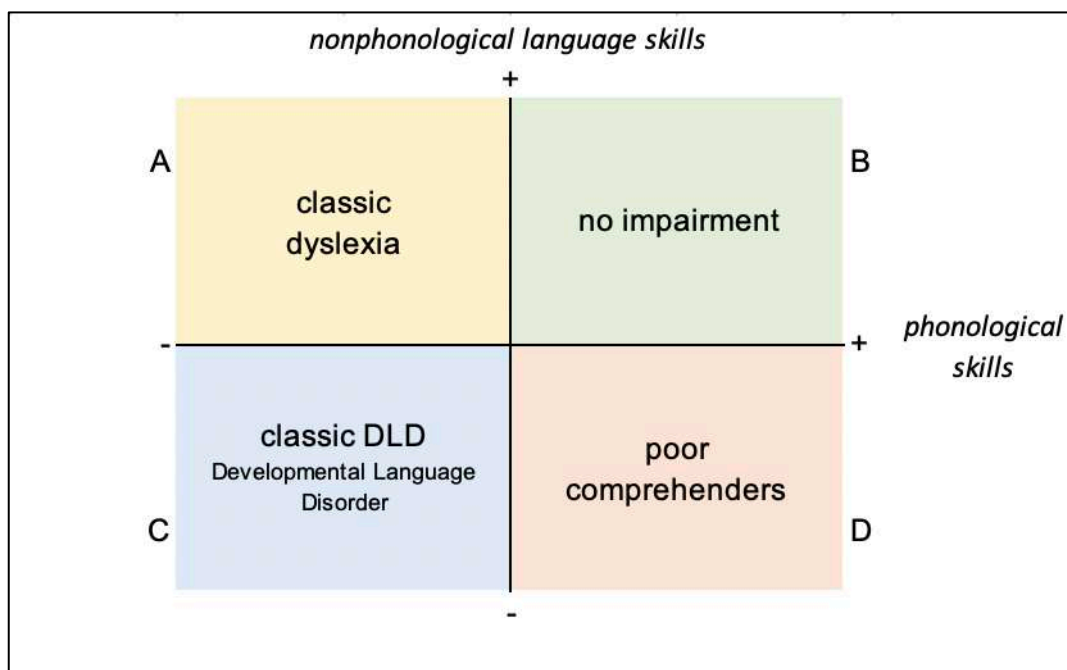 nonphonological language skills
+
A
B
classic
dyslexia
no impairment
-
+
phonological
skills
classic DLD
Developmental Language
Disorder
poor
comprehenders
C
D
-